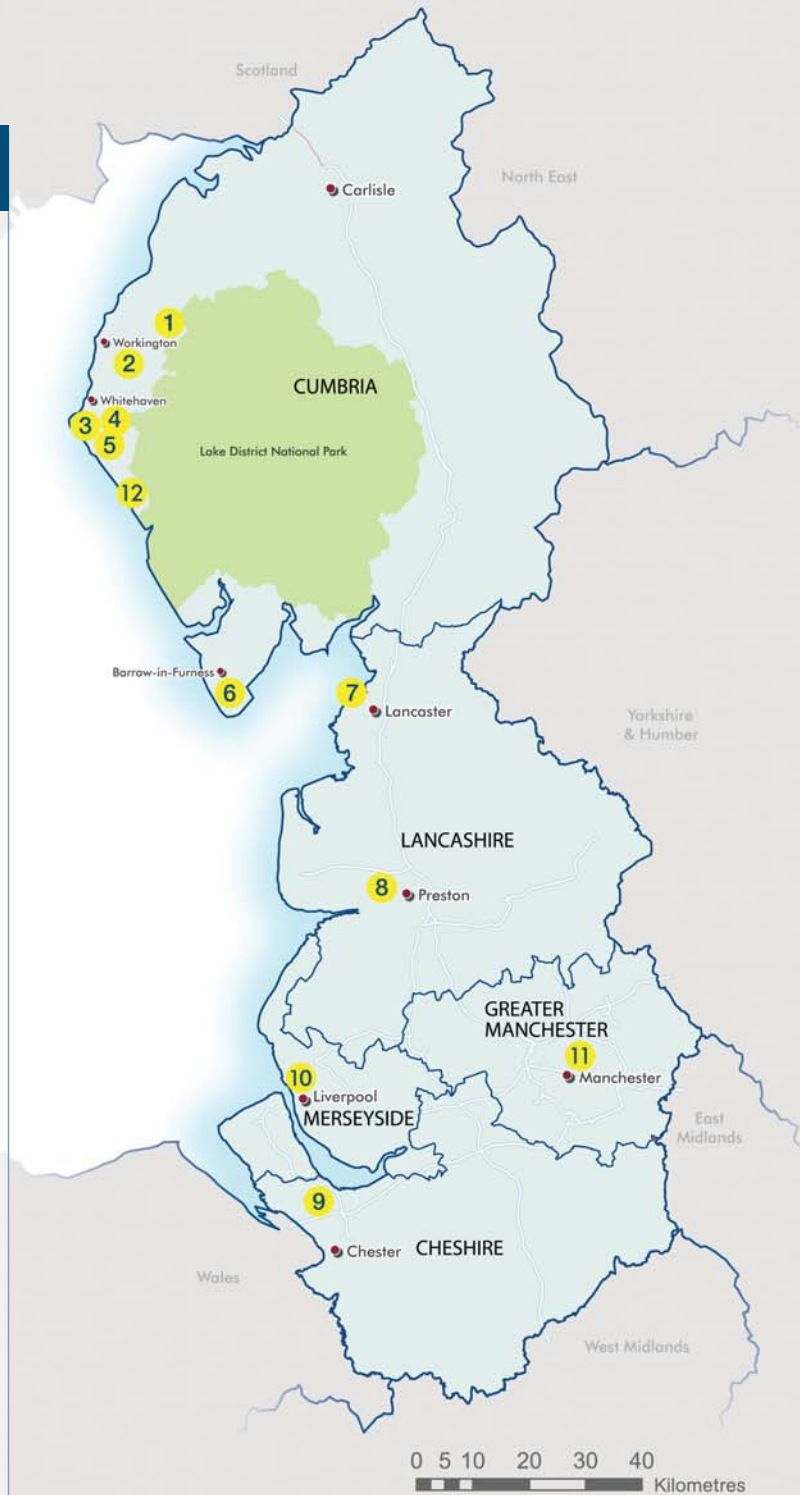 Scotland
North East
Carlisle
1
Workington
2
CUMBRIA
Whitehaven
3
4
5
Lake District National Park
12
Barrow-in-Furness
6
7
Lancaster
Yorkshire
& Humber
LANCASHIRE
8
Preston
GREATER
MANCHESTER
11
Manchester
10
Liverpool
MERSEYSIDE
East
Midlands
9
Chester
CHESHIRE
Wales
West Midlands
0 5 10 20 30 40
Kilometres